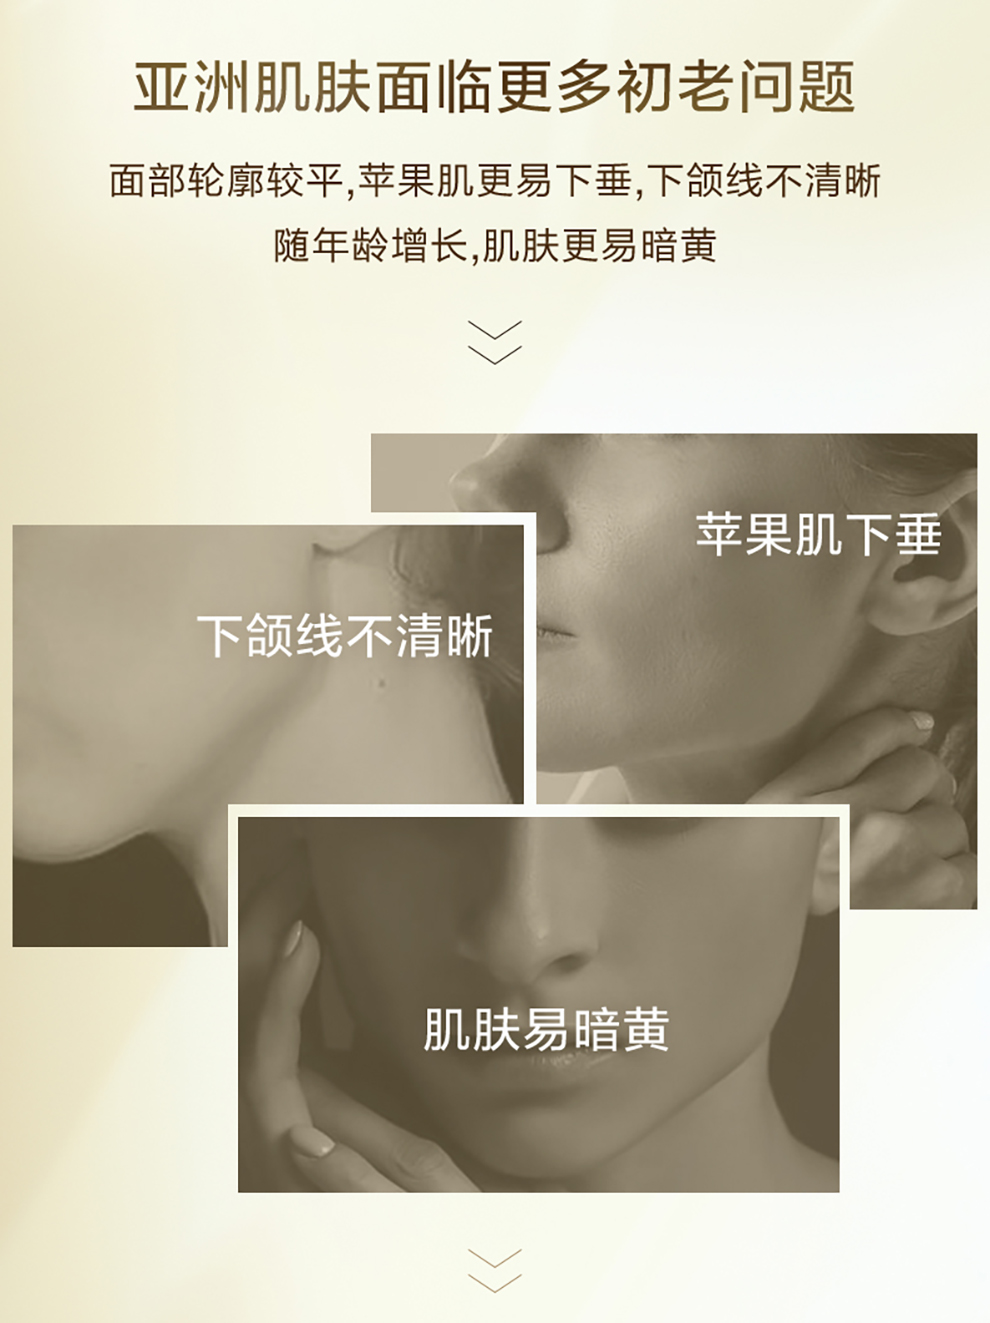 亚洲肌肤面临更多初老问题
面部轮廓较平,苹果肌更易下垂,下颌线不清晰
随年龄增长,肌肤更易暗黄
苹果肌下垂
下颌线不清晰
肌肤易暗黄